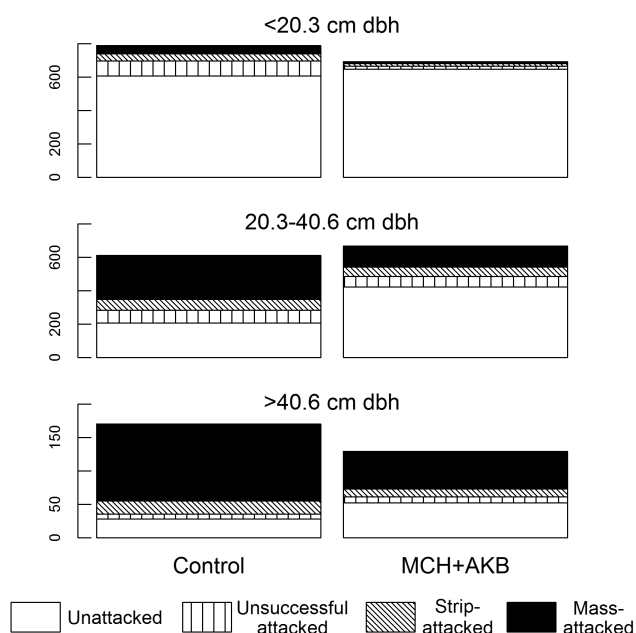 <20.3 cm dbh
600
200
0
20.3-40.6 cm dbh
600
200
0
>40.6 cm dbh
150
50
0
Control
MCH+AKB
Unattacked
Unsuccessful
attacked
Strip-
attacked
Mass-
attacked